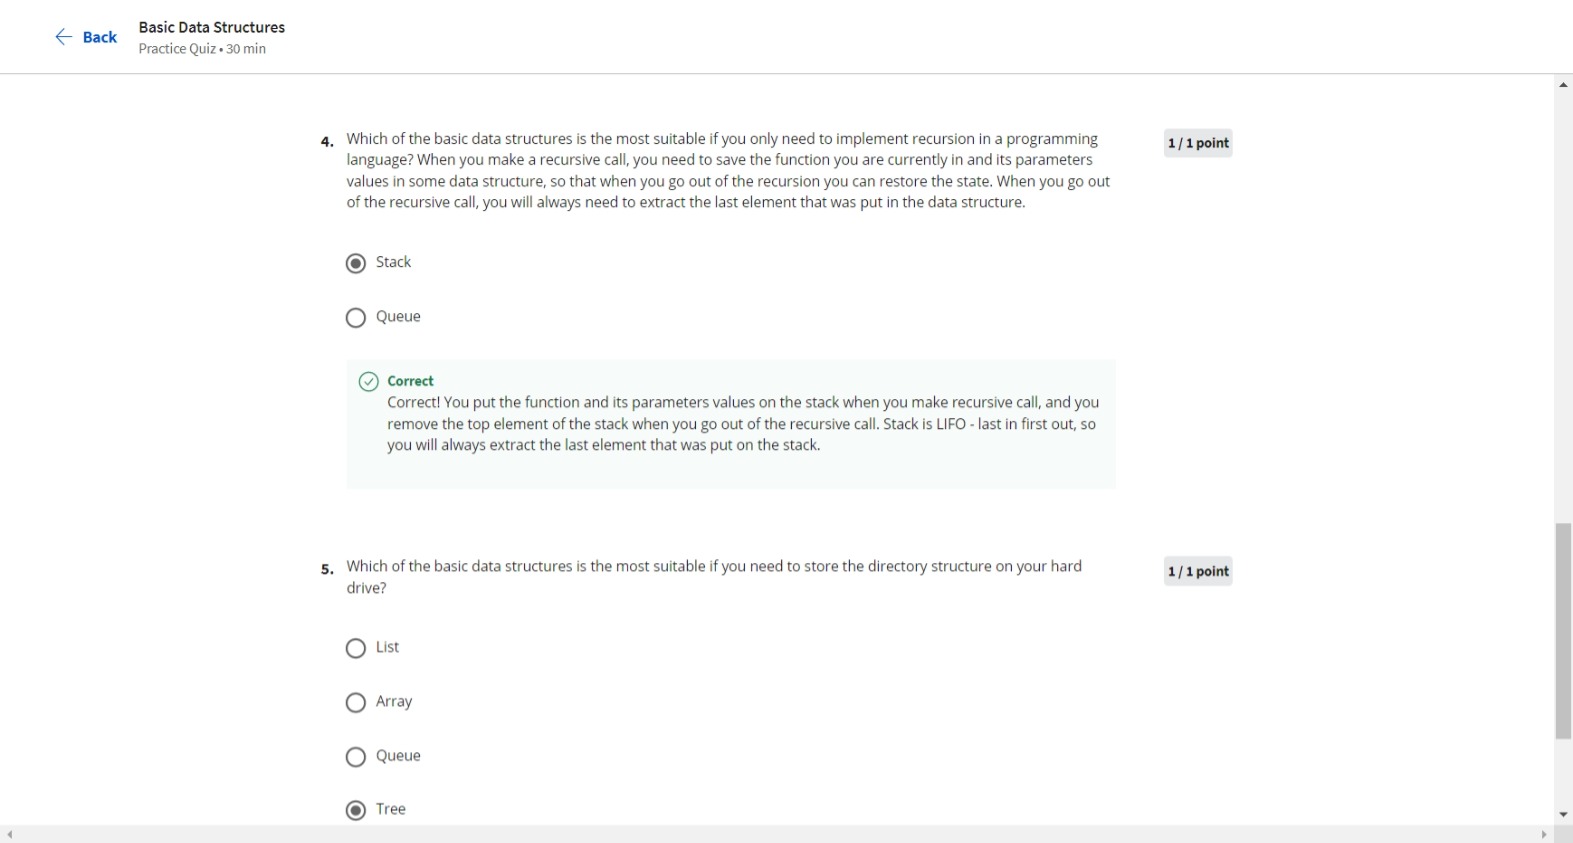 Back
Basic Data Structures
Practice Quiz • 30 min
4. Which of the basic data structures is the most suitable if you only need to implement recursion in a programming
language? When you make a recursive call, you need to save the function you are currently in and its parameters
values in some data structure, so that when you go out of the recursion you can restore the state. When you go out
of the recursive call, you will always need to extract the last element that was put in the data structure.
1 / 1 point
Stack
Queue
Correct
Correct! You put the function and its parameters values on the stack when you make recursive call, and you
remove the top element of the stack when you go out of the recursive call. Stack is LIFO - last in first out, so
you will always extract the last element that was put on the stack.
5. Which of the basic data structures is the most suitable if you need to store the directory structure on your hard
drive?
1 / 1 point
List
Array
Queue
Tree